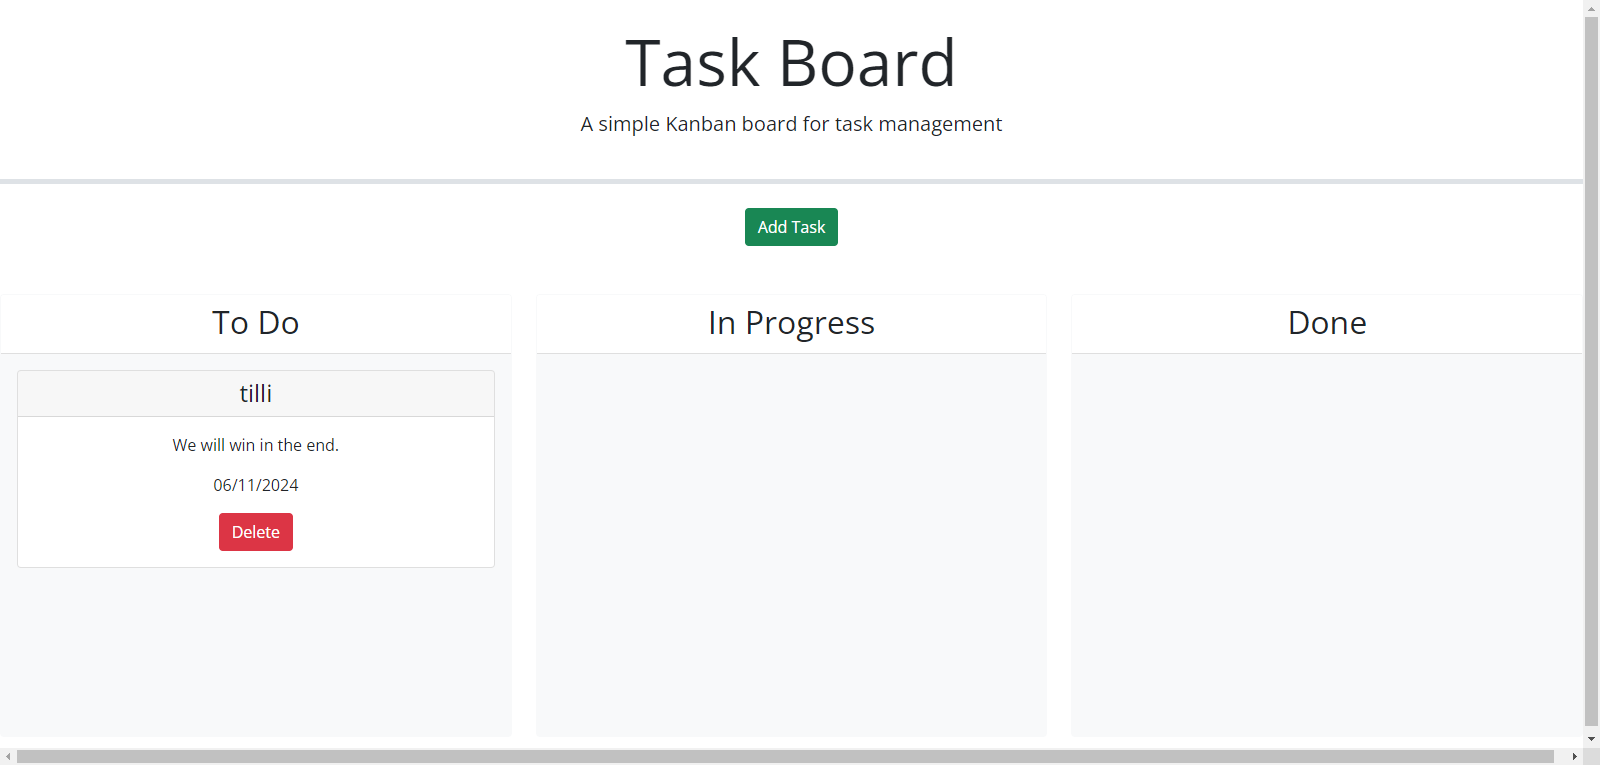 Task Board
A simple Kanban board for task management
Add Task
To Do
tilli
We will win in the end.
06/11/2024
Delete
In Progress
Done